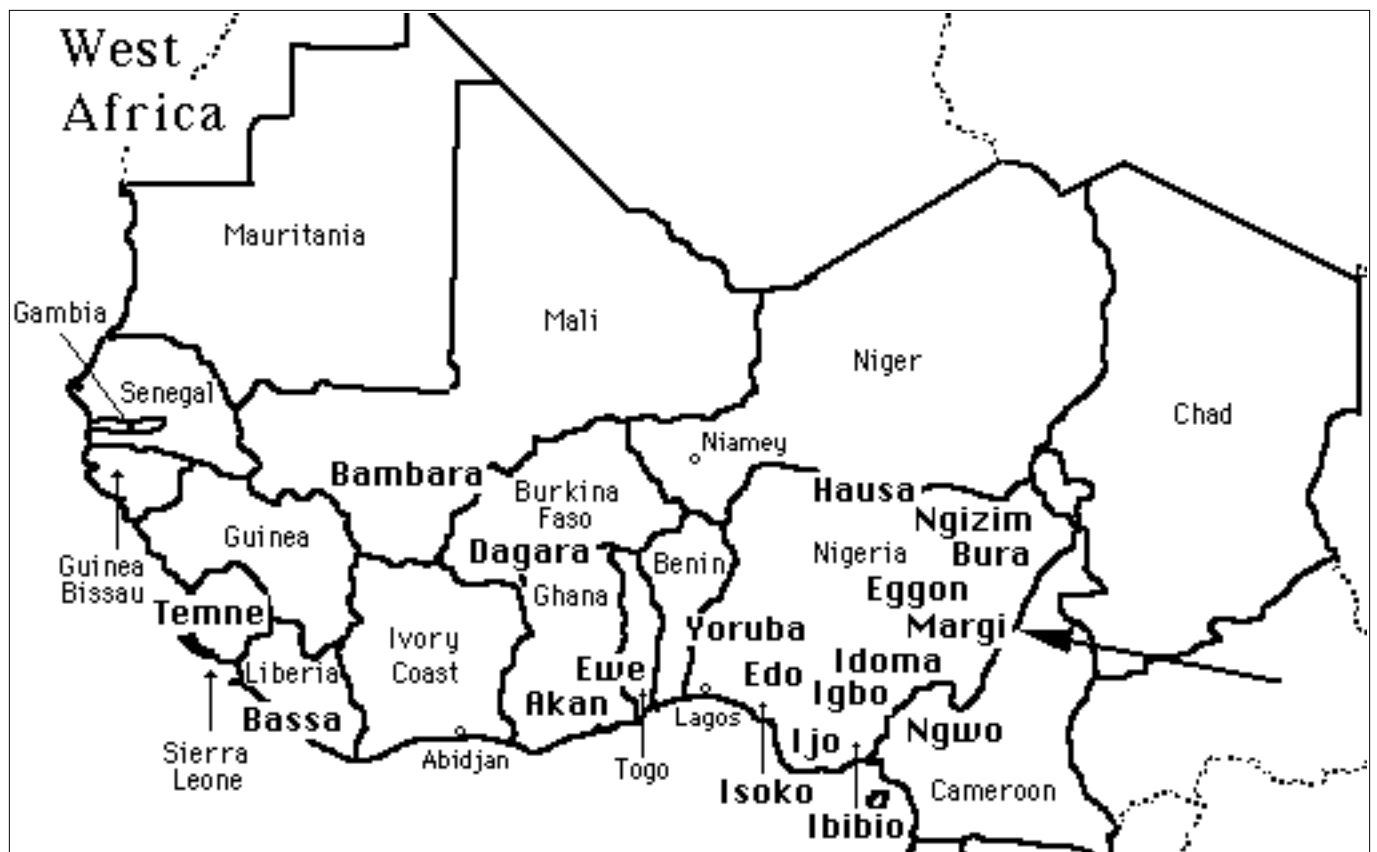 West
Africa
Mauritania
Gambia
Mali
Niger
Senegal
Chad
Niamey
Bambara
Burkina
Faso
Hausa
Ngizim
Guinea
Nigeria
Bura
Dagara
Benin
Guinea
Bissau
Eggon
Ghana
Temne
Margi
Yoruba
Ivory
Coast
Idoma
Liberia
Ewe
Edo
Igbo
Akan
Bassa
Lagos
Ngwo
Ijo
Sierra
Leone
Abidjan
Togo
Isoko
Cameroon
Ibibio